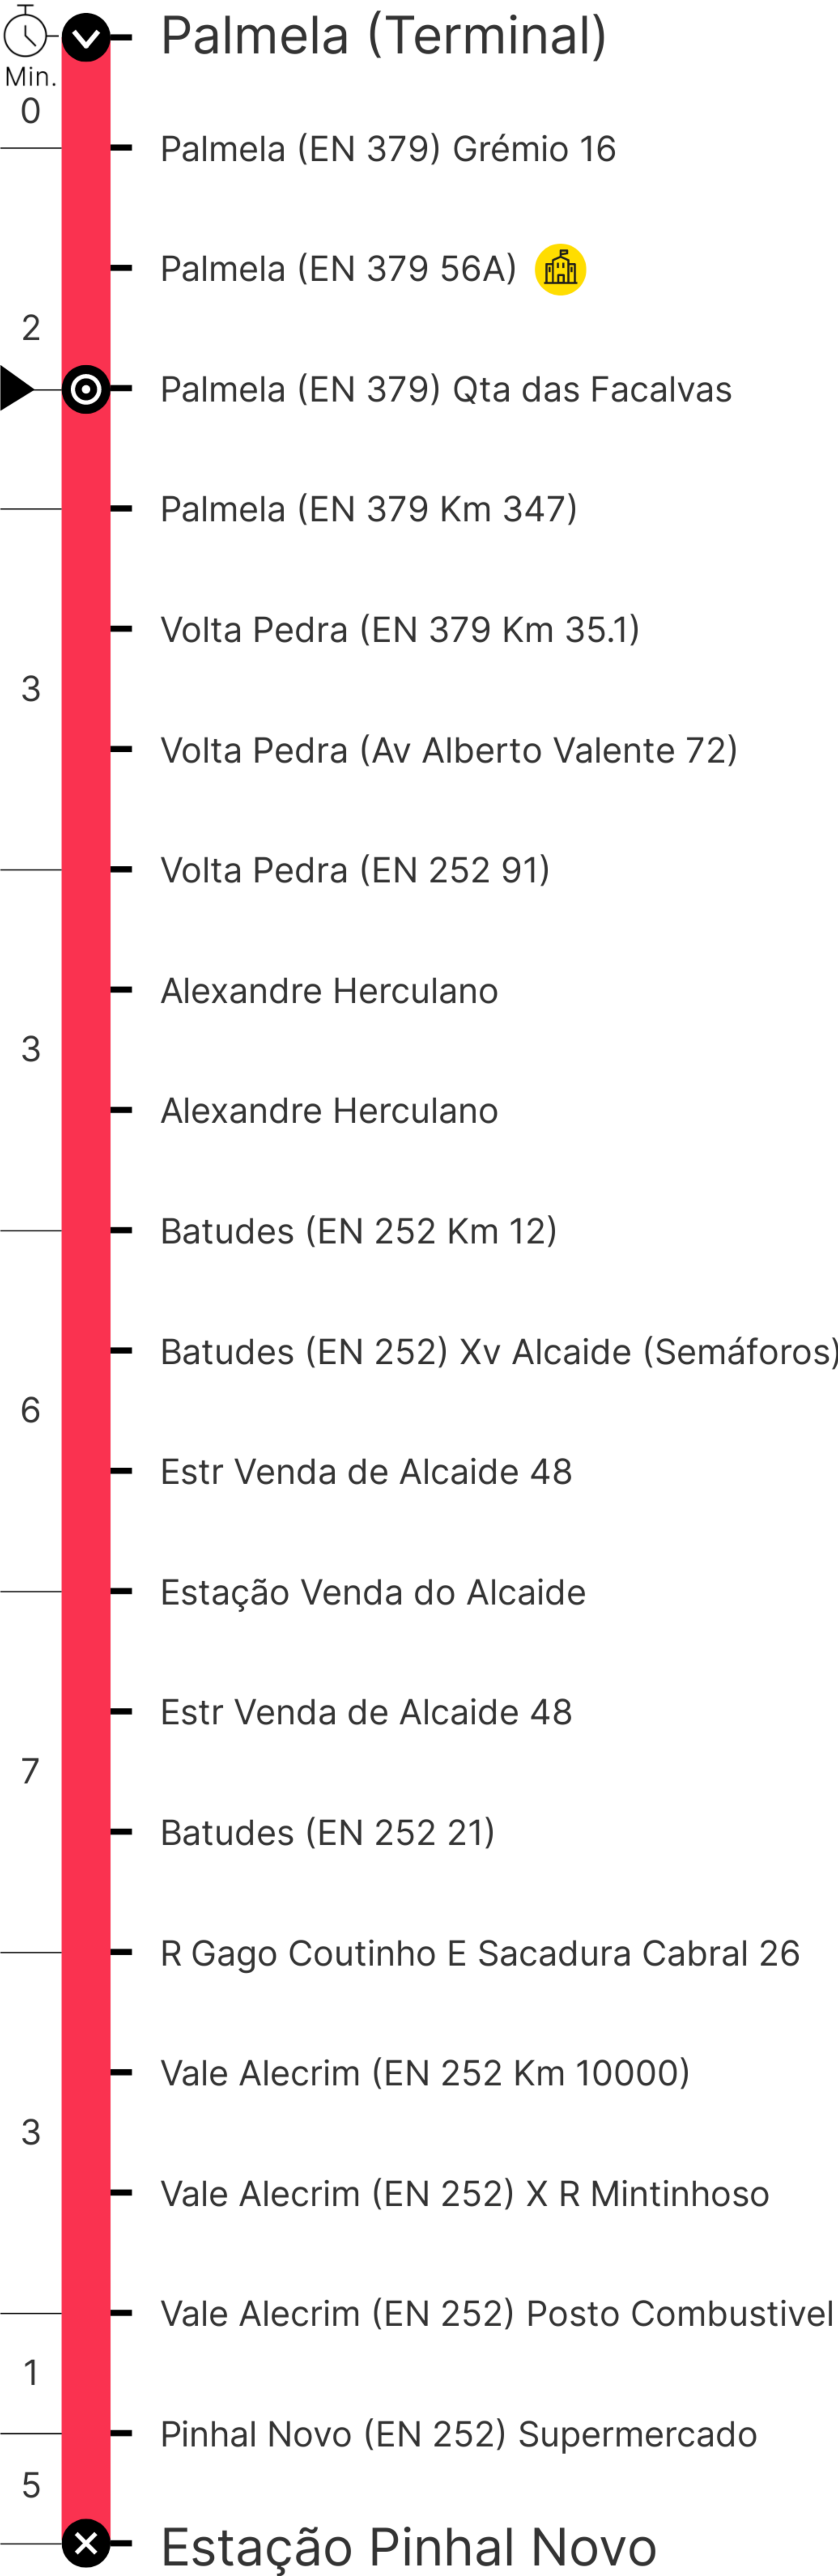 Palmela (Terminal)
Min.
0
Palmela (EN 379) Grémio 16
Palmela (EN 379 56A)
2
Palmela (EN 379) Qta das Facalvas
Palmela (EN 379 Km 347)
Volta Pedra (EN 379 Km 35.1)
3
Volta Pedra (Av Alberto Valente 72)
Volta Pedra (EN 252 91)
Alexandre Herculano
3
Alexandre Herculano
Batudes (EN 252 Km 12)
Batudes (EN 252) Xv Alcaide (Semáforos)
6
Estr Venda de Alcaide 48
Estação Venda do Alcaide
Estr Venda de Alcaide 48
7
Batudes (EN 252 21)
R Gago Coutinho E Sacadura Cabral 26
Vale Alecrim (EN 252 Km 10000)
3
Vale Alecrim (EN 252) X R Mintinhoso
Vale Alecrim (EN 252) Posto Combustivel
1
Pinhal Novo (EN 252) Supermercado
5
Estação Pinhal Novo